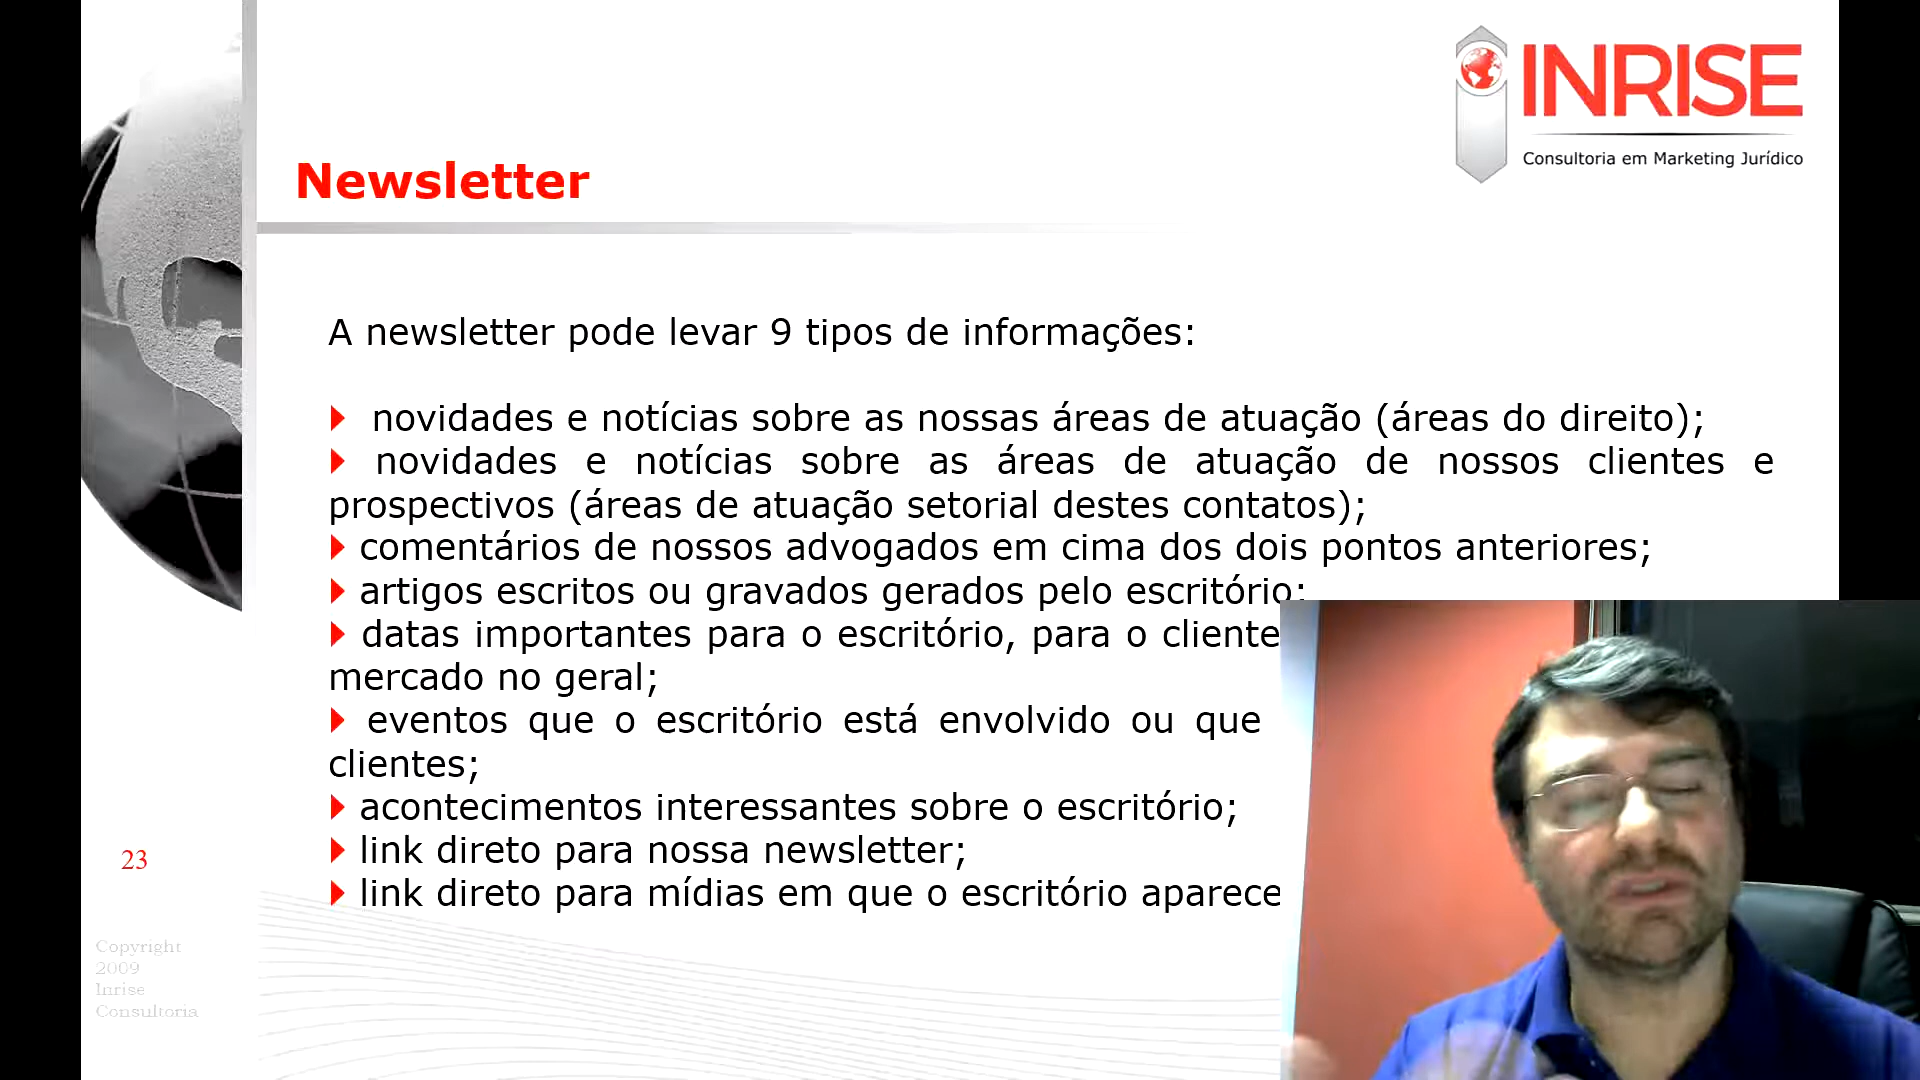 INRISE
Consultoria em Marketing Jurídico
Newsletter
A newsletter pode levar 9 tipos de informações:
novidades e notícias sobre as nossas áreas de atuação (áreas do direito);
novidades e notícias sobre as áreas de atuação de nossos clientes e
prospectivos (áreas de atuação setorial destes contatos);
comentários de nossos advogados em cima dos dois pontos anteriores;
artigos escritos ou gravados gerados pelo escritório;
datas importantes para o escritório, para o cliente
mercado no geral;
eventos que o escritório está envolvido ou que
clientes;
acontecimentos interessantes sobre o escritório;
link direto para nossa newsletter;
link direto para mídias em que o escritório aparece
23
Copyright
2009
Inrise
Consultoria